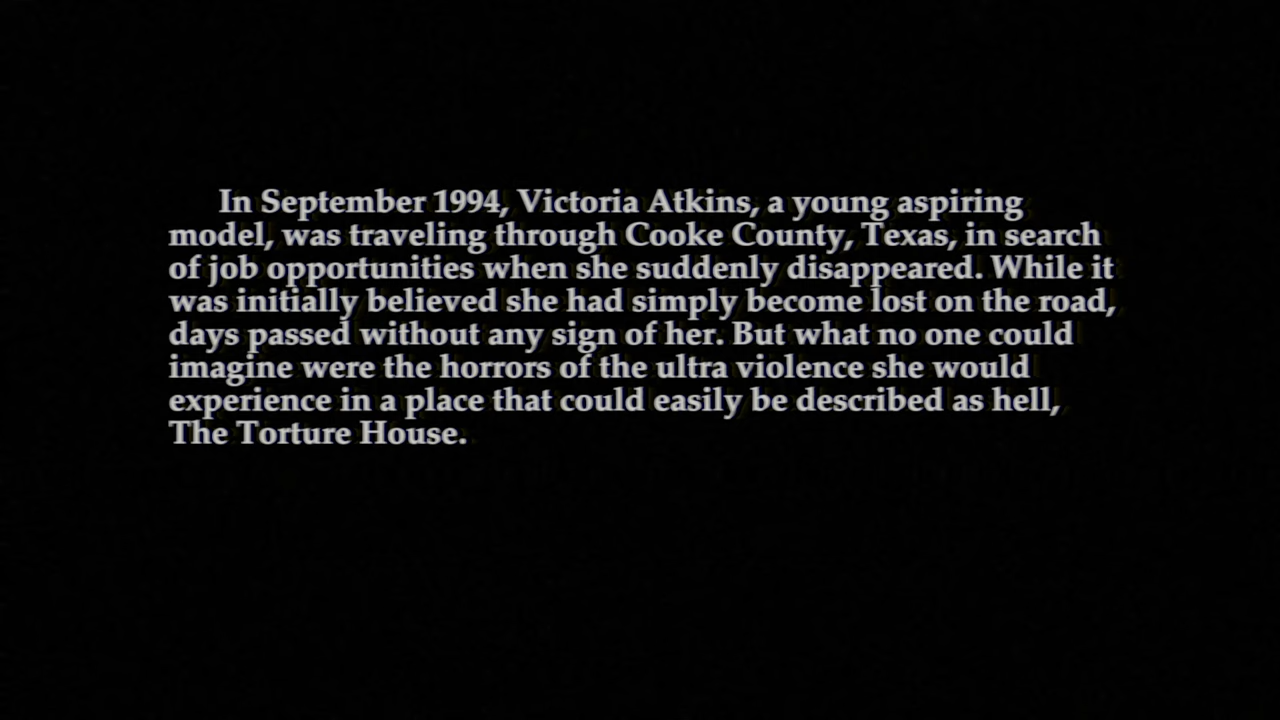 In September 1994, Victoria Atkins, a young aspiring
model, was traveling through Cooke County, Texas, in search
of job opportunities when she suddenly disappeared. While it
was initially believed she had simply become lost on the road,
days passed without any sign of her. But what no one could
imagine were the horrors of the ultra violence she would
experience in a place that could easily be described as hell,
The Torture House.